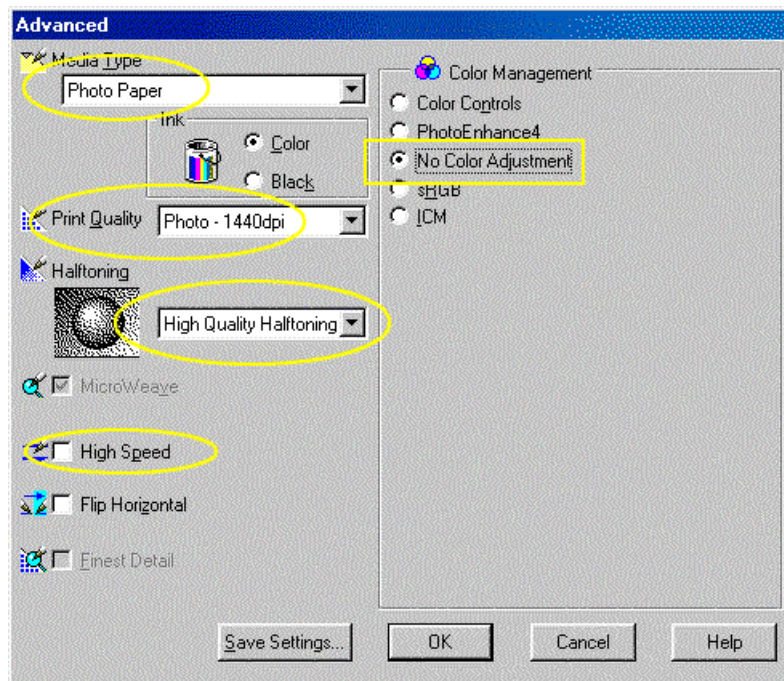 Advanced
Media Type
Photo Paper
Ink
Color
Black
Print Quality
Photo - 1440dpi
Halftoning
High Quality Halftoning
MicroWeave
High Speed
Flip Horizontal
Finest Detail
Color Management
Color Controls
PhotoEnhance4
No Color Adjustment
sRGB
ICM
Save Settings...
OK
Cancel
Help